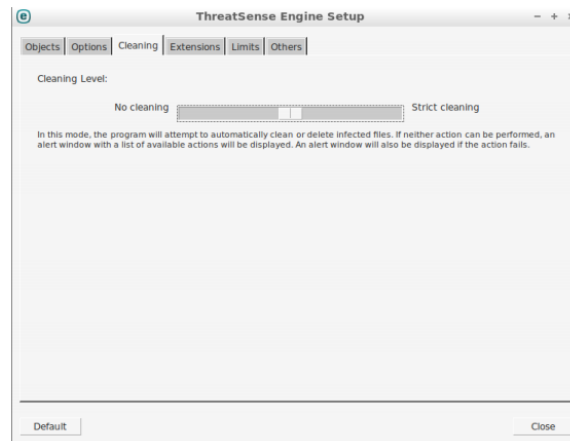 ThreatSense Engine Setup
Objects Options Cleaning Extensions Limits Others
Cleaning Level:
No cleaning Strict cleaning
In this mode, the program will attempt to automatically clean or delete infected files. If neither action can be performed, an
alert window with a list of available actions will be displayed. An alert window will also be displayed if the action fails.
Default Close